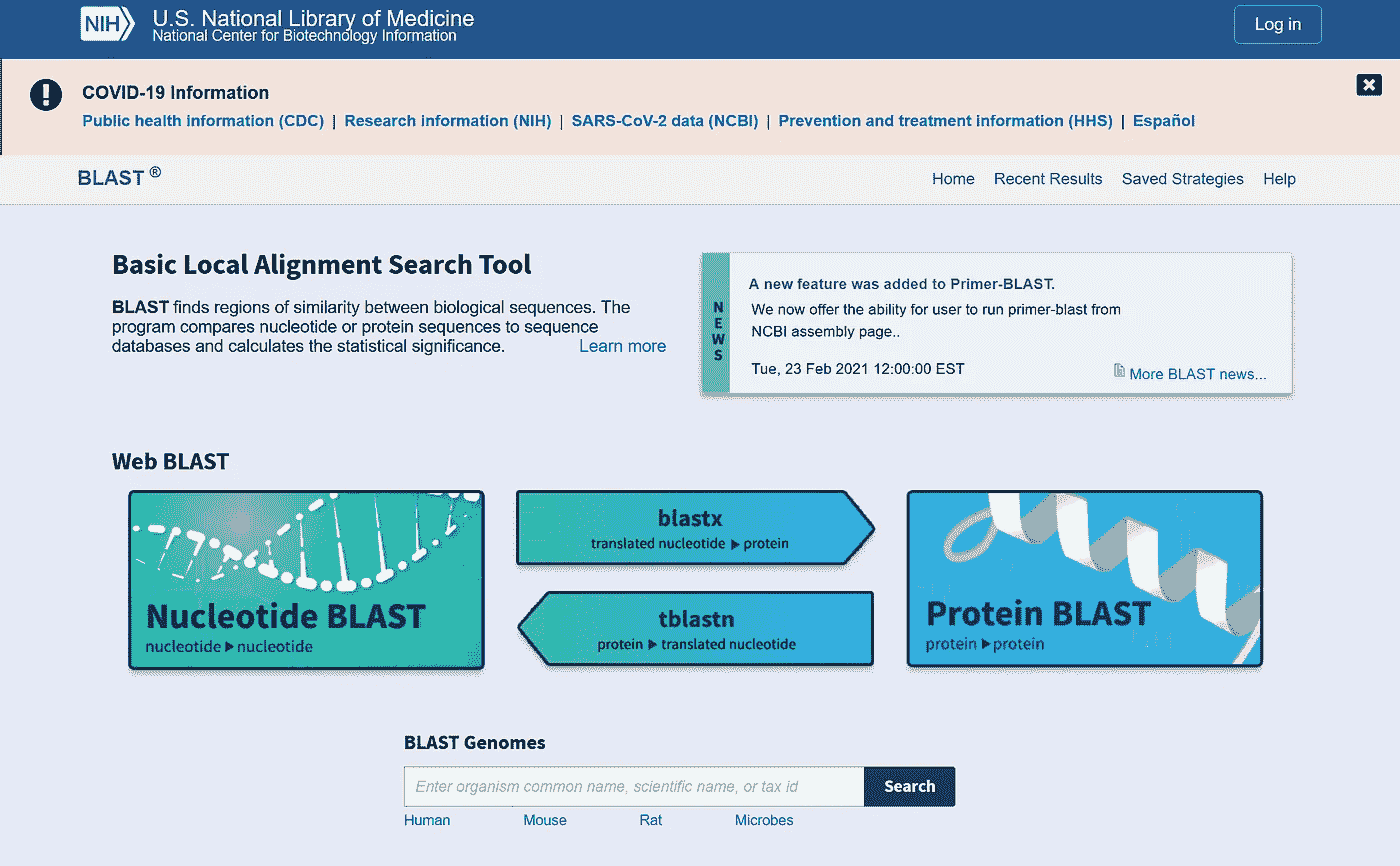 NIH
U.S. National Library of Medicine
National Center for Biotechnology Information
Log in
COVID-19 Information
Public health information (CDC) | Research information (NIH) | SARS-CoV-2 data (NCBI) | Prevention and treatment information (HHS) | Español
BLAST ®
Home Recent Results Saved Strategies Help
Basic Local Alignment Search Tool
BLAST finds regions of similarity between biological sequences. The
program compares nucleotide or protein sequences to sequence
databases and calculates the statistical significance. Learn more
NEWS
A new feature was added to Primer-BLAST.
We now offer the ability for user to run primer-blast from
NCBI assembly page..
Tue, 23 Feb 2021 12:00:00 EST
More BLAST news...
Web BLAST
Nucleotide BLAST
nucleotide ▶ nucleotide
blastx
translated nucleotide ▶ protein
tblastn
protein ▶ translated nucleotide
Protein BLAST
protein ▶ protein
BLAST Genomes
Enter organism common name, scientific name, or tax id
Search
Human Mouse Rat Microbes